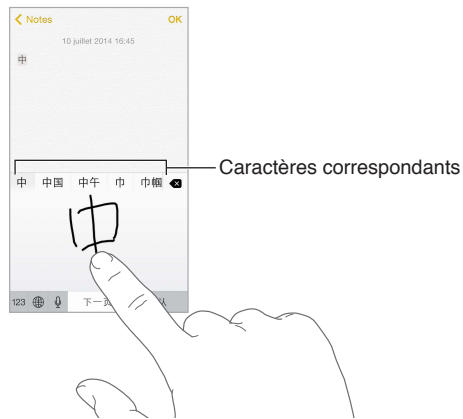 Notes OK
10 juillet 2014 16:45
中
Caractères correspondants
中 中国 中午 巾 巾帼
中
123 下一